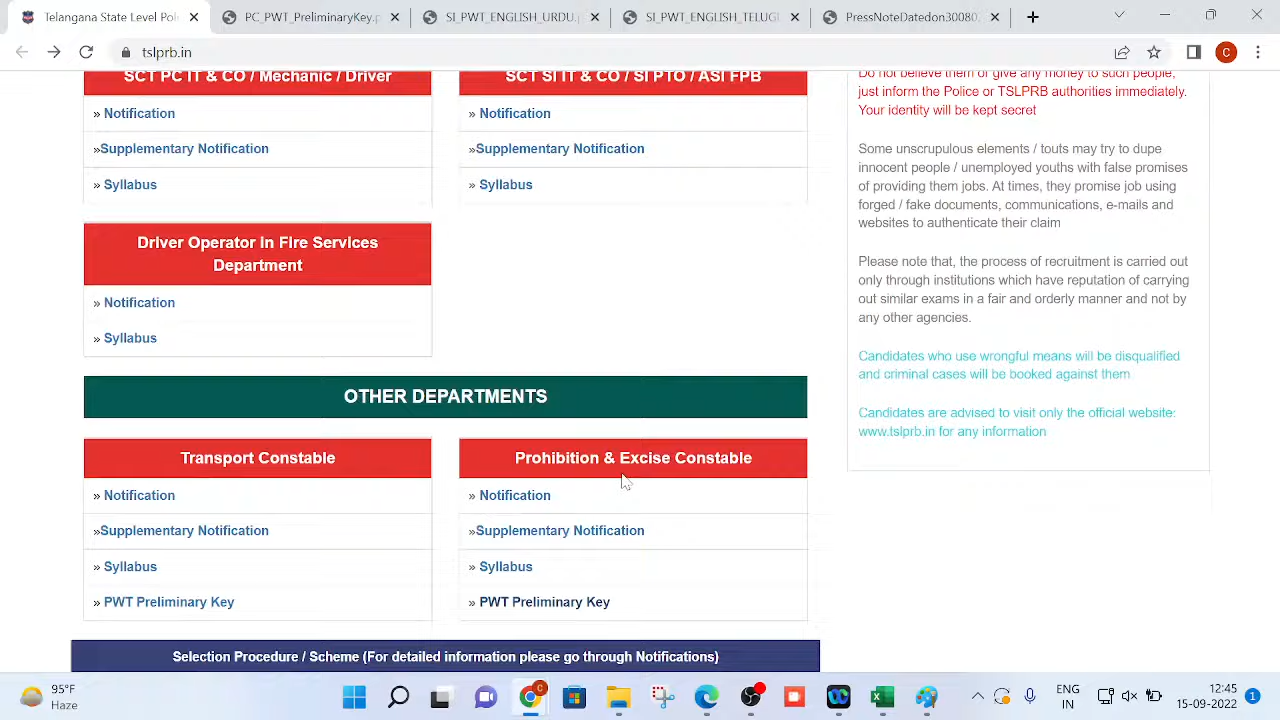 Telangana State Level Pol
PC_PWT_PreliminaryKey.p
SI_PWT_ENGLISH_URDU.p
SI_PWT_ENGLISH_TELUG
PressNoteDatedon30080
tslprb.in
C
SCT PC IT & CO / Mechanic / Driver
» Notification
»Supplementary Notification
» Syllabus
SCT SI IT & CO / SI PTO / ASI FPB
» Notification
»Supplementary Notification
» Syllabus
Driver Operator in Fire Services
Department
» Notification
» Syllabus
OTHER DEPARTMENTS
Transport Constable
» Notification
»Supplementary Notification
» Syllabus
» PWT Preliminary Key
Prohibition & Excise Constable
» Notification
»Supplementary Notification
» Syllabus
» PWT Preliminary Key
Selection Procedure / Scheme (For detailed information please go through Notifications)
Do not believe them or give any money to such people,
just inform the Police or TSLPRB authorities immediately.
Your identity will be kept secret
Some unscrupulous elements / touts may try to dupe
innocent people / unemployed youths with false promises
of providing them jobs. At times, they promise job using
forged / fake documents, communications, e-mails and
websites to authenticate their claim
Please note that, the process of recruitment is carried out
only through institutions which have reputation of carrying
out similar exams in a fair and orderly manner and not by
any other agencies.
Candidates who use wrongful means will be disqualified
and criminal cases will be booked against them
Candidates are advised to visit only the official website:
www.tslprb.in for any information
95°F
Haze
C
ENG
IN
12:45
15-09-2022
1